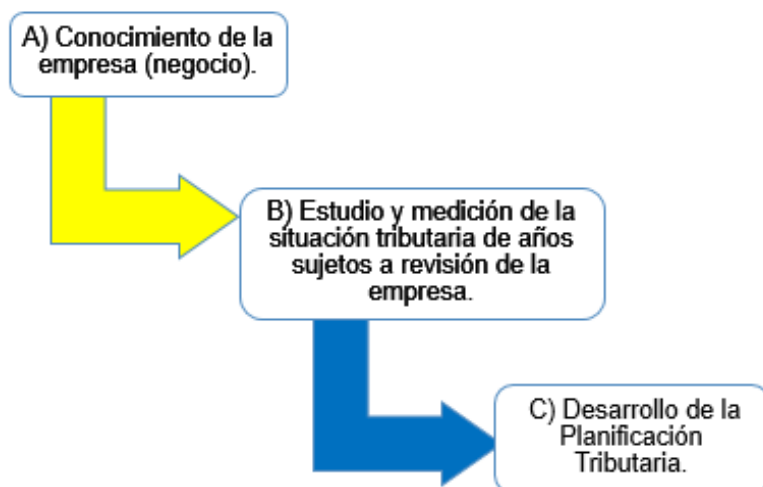 A) Conocimiento de la
empresa (negocio).
B) Estudio y medición de la
situación tributaria de años
sujetos a revisión de la
empresa.
C) Desarrollo de la
Planificación
Tributaria.